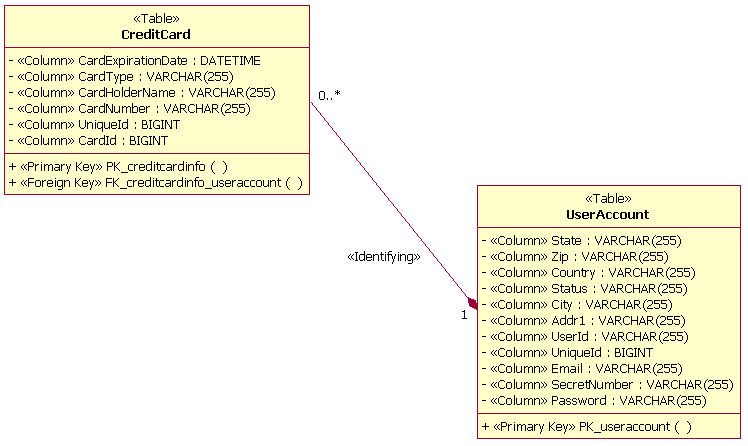 «Table»
CreditCard
- «Column» CardExpirationDate : DATETIME
- «Column» CardType : VARCHAR(255)
- «Column» CardHolderName : VARCHAR(255)
- «Column» CardNumber : VARCHAR(255)
- «Column» UniqueId : BIGINT
- «Column» CardId : BIGINT
+ «Primary Key» PK_creditcardinfo ( )
+ «Foreign Key» FK_creditcardinfo_useraccount ( )
0..*
«Identifying»
1
«Table»
UserAccount
- «Column» State : VARCHAR(255)
- «Column» Zip : VARCHAR(255)
- «Column» Country : VARCHAR(255)
- «Column» Status : VARCHAR(255)
- «Column» City : VARCHAR(255)
- «Column» Addr1 : VARCHAR(255)
- «Column» UserId : VARCHAR(255)
- «Column» UniqueId : BIGINT
- «Column» Email : VARCHAR(255)
- «Column» SecretNumber : VARCHAR(255)
- «Column» Password : VARCHAR(255)
+ «Primary Key» PK_useraccount ( )